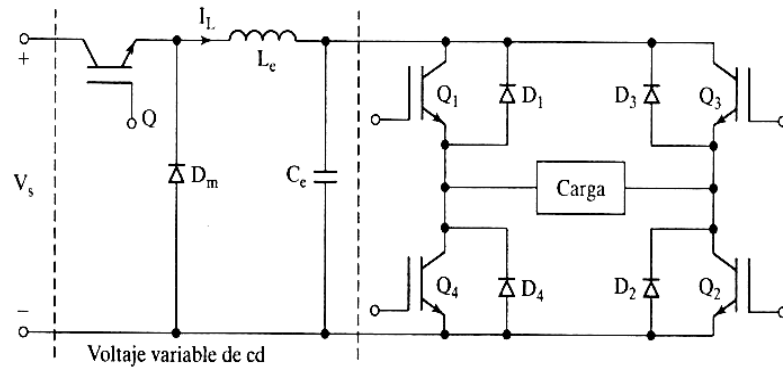 I_L
+
L_e
Q
Q_1
D_1
D_3
Q_3
V_s
D_m
C_e
Carga
Q_4
D_4
D_2
Q_2
−
Voltaje variable de cd